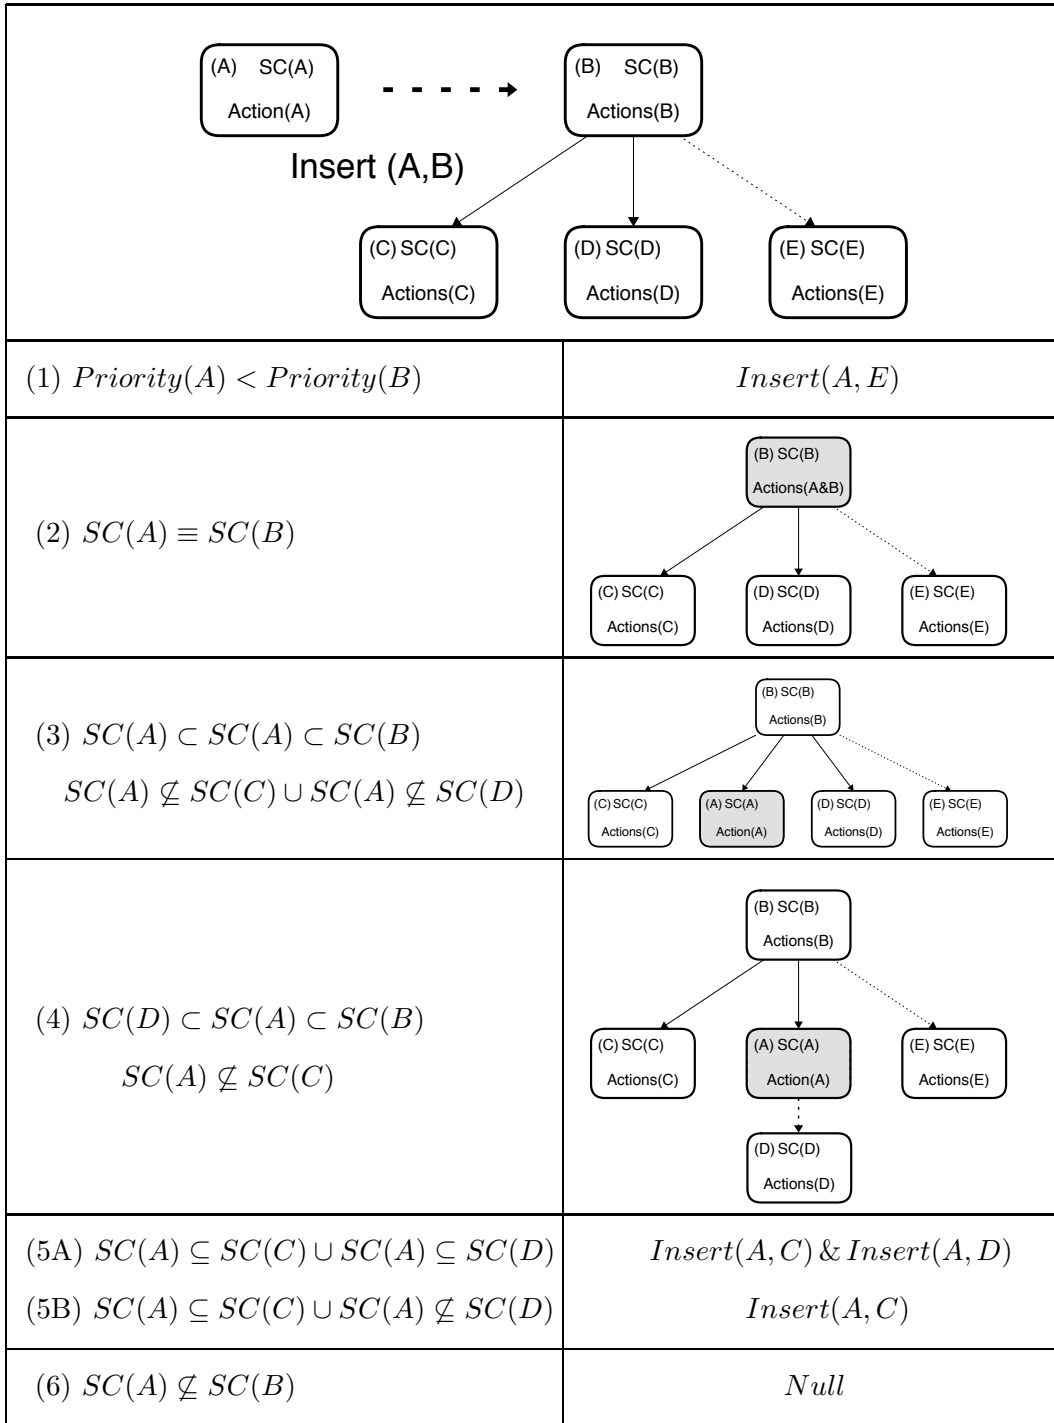 (A) SC(A)
Action(A)
(B) SC(B)
Actions(B)
Insert (A,B)
(C) SC(C)
Actions(C)
(D) SC(D)
Actions(D)
(E) SC(E)
Actions(E)
(1) Priority(A) < Priority(B)
Insert(A, E)
(2) SC(A) ≡ SC(B)
(B) SC(B)
Actions(A&B)
(C) SC(C)
Actions(C)
(D) SC(D)
Actions(D)
(E) SC(E)
Actions(E)
(3) SC(A) ⊂ SC(A) ⊂ SC(B)
SC(A) ⊈ SC(C) ∪ SC(A) ⊈ SC(D)
(B) SC(B)
Actions(B)
(C) SC(C)
Actions(C)
(A) SC(A)
Action(A)
(D) SC(D)
Actions(D)
(E) SC(E)
Actions(E)
(4) SC(D) ⊂ SC(A) ⊂ SC(B)
SC(A) ⊈ SC(C)
(B) SC(B)
Actions(B)
(C) SC(C)
Actions(C)
(A) SC(A)
Action(A)
(E) SC(E)
Actions(E)
(D) SC(D)
Actions(D)
(5A) SC(A) ⊆ SC(C) ∪ SC(A) ⊆ SC(D)
Insert(A, C) & Insert(A, D)
(5B) SC(A) ⊆ SC(C) ∪ SC(A) ⊈ SC(D)
Insert(A, C)
(6) SC(A) ⊈ SC(B)
Null